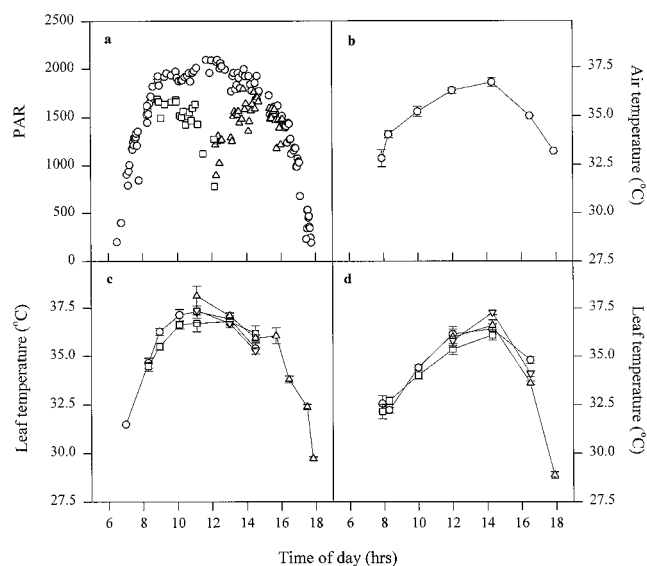 2500
2000
1500
1000
500
0
PAR
a
b
37.5
35.0
32.5
30.0
27.5
Air temperature (°C)
c
d
37.5
35.0
32.5
30.0
27.5
Leaf temperature (°C)
37.5
35.0
32.5
30.0
27.5
Leaf temperature (°C)
6 8 10 12 14 16 18
6 8 10 12 14 16 18
Time of day (hrs)